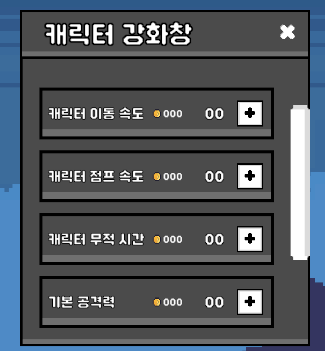 캐릭터 강화창
캐릭터 이동 속도 000 00 +
캐릭터 점프 속도 000 00 +
캐릭터 무적 시간 000 00 +
기본 공격력 000 00 +